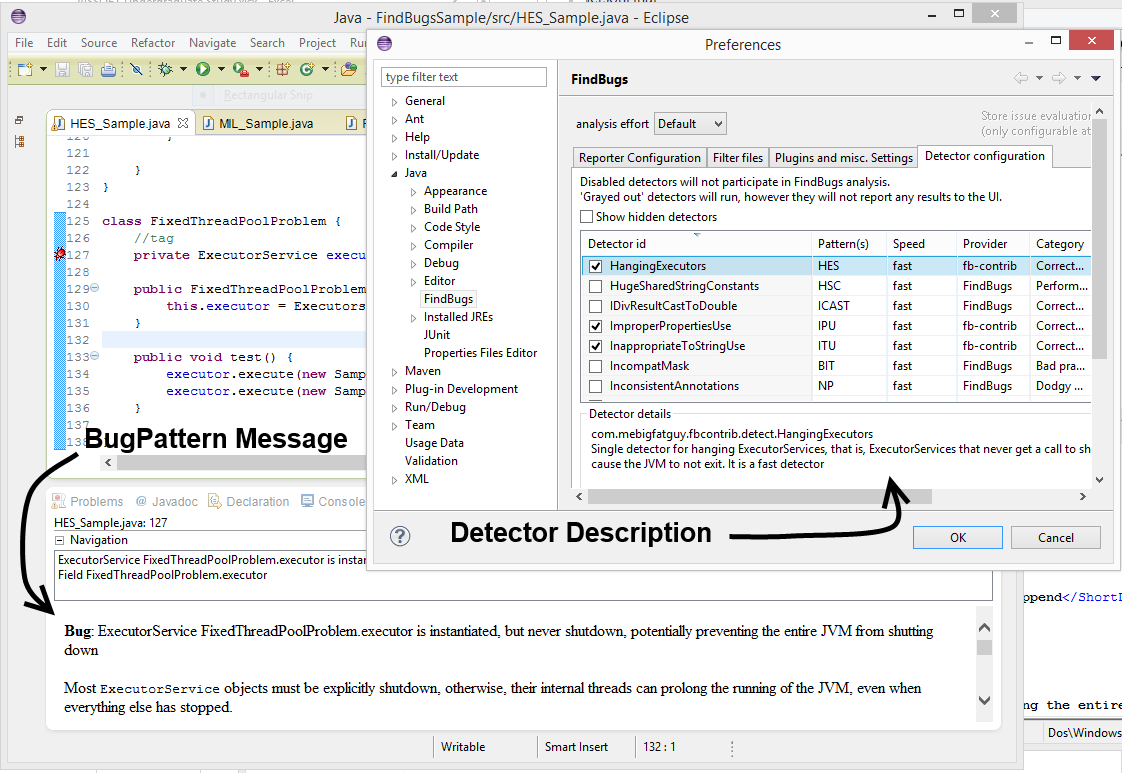 Java - FindBugsSample/src/HES_Sample.java - Eclipse
File Edit Source Refactor Navigate Search Project
Rectangular Snip
HES_Sample.java
MIL_Sample.java
121
122 }
123 }
124
125 class FixedThreadPoolProblem {
126 //tag
127 private ExecutorService
128
129 public FixedThreadPoolProblem
130 this.executor = Executors
131 }
132
133 public void test() {
134 executor.execute(new
135 executor.execute(new
136 }
137
BugPattern Message
Problems @ Javadoc Declaration Console
HES_Sample.java: 127
Navigation
ExecutorService FixedThreadPoolProblem.executor is
Field FixedThreadPoolProblem.executor
Bug: ExecutorService FixedThreadPoolProblem.executor is instantiated, but never shutdown, potentially preventing the entire JVM from shutting
down
Most ExecutorService objects must be explicitly shutdown, otherwise, their internal threads can prolong the running of the JVM, even when
everything else has stopped.
Writable Smart Insert 132 : 1
Preferences
type filter text
General
Ant
Help
Install/Update
Java
Appearance
Build Path
Code Style
Compiler
Debug
Editor
FindBugs
Installed JREs
JUnit
Properties Files Editor
Maven
Plug-in Development
Run/Debug
Team
Usage Data
Validation
XML
FindBugs
analysis effort Default
Store issue evaluation
(only configurable at
Reporter Configuration Filter files Plugins and misc. Settings Detector configuration
Disabled detectors will not participate in FindBugs analysis.
'Grayed out' detectors will run, however they will not report any results to the UI.
Show hidden detectors
Detector id Pattern(s) Speed Provider Category
HangingExecutors HES fast fb-contrib Correct...
HugeSharedStringConstants HSC fast FindBugs Perform...
IDivResultCastToDouble ICAST fast FindBugs Correct...
ImproperPropertiesUse IPU fast fb-contrib Correct...
InappropriateToStringUse ITU fast fb-contrib Correct...
IncompatMask BIT fast FindBugs Bad pra...
InconsistentAnnotations NP fast FindBugs Dodgy ...
Detector details
com.mebigfatguy.fbcontrib.detect.HangingExecutors
Single detector for hanging ExecutorServices, that is, ExecutorServices that never get a call to sh
cause the JVM to not exit. It is a fast detector
Detector Description
OK Cancel
ppend</ShortD
ng the entire
Dos\Windows